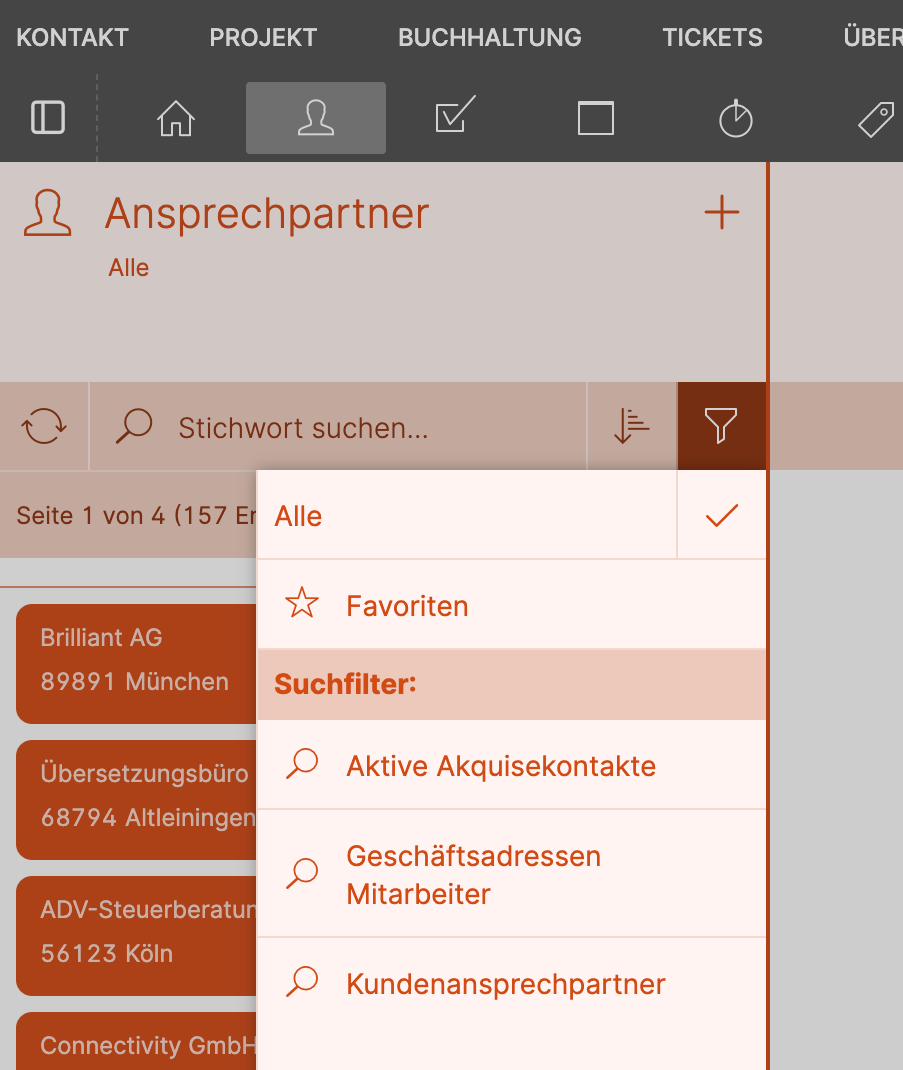 KONTAKT PROJEKT BUCHHALTUNG TICKETS ÜBER
Ansprechpartner
Alle
Stichwort suchen...
Seite 1 von 4 (157
Alle
Favoriten
Suchfilter:
Aktive Akquisekontakte
Geschäftsadressen
Mitarbeiter
Kundenansprechpartner
Brilliant AG
89891 München
Übersetzungsbüro
68794 Altleiningen
ADV-Steuerberatun
56123 Köln
Connectivity GmbH